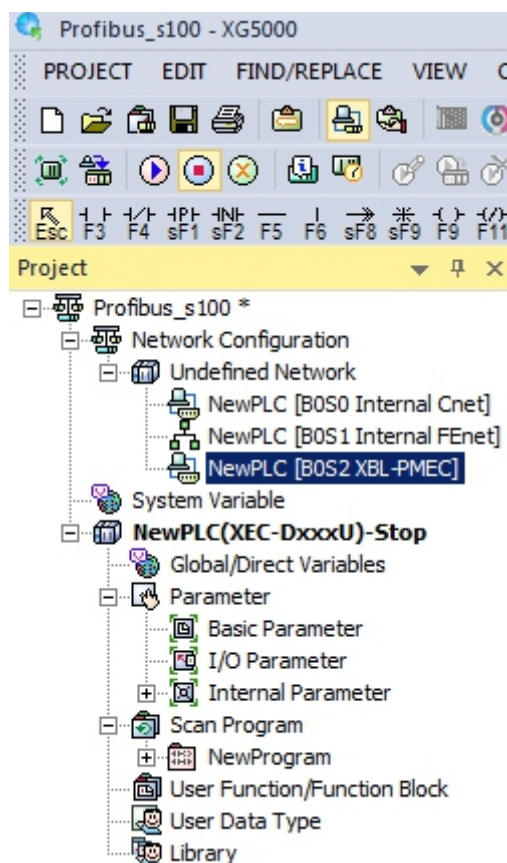 Profibus_s100 - XG5000
PROJECT EDIT FIND/REPLACE VIEW
Esc F3 F4 sF1 sF2 F5 F6 sF8 sF9 F9 F11
Project
Profibus_s100 *
Network Configuration
Undefined Network
NewPLC [B0S0 Internal Cnet]
NewPLC [B0S1 Internal FEnet]
NewPLC [B0S2 XBL-PMEC]
System Variable
NewPLC(XEC-DxxxU)-Stop
Global/Direct Variables
Parameter
Basic Parameter
I/O Parameter
Internal Parameter
Scan Program
NewProgram
User Function/Function Block
User Data Type
Library